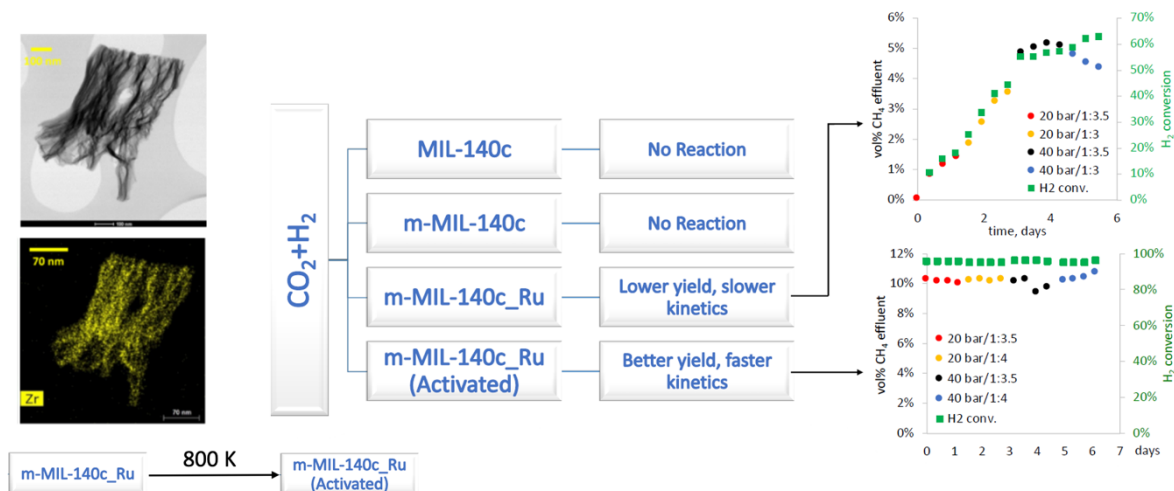 100 nm
100 nm
70 nm
Zr
70 nm
CO₂+H₂
MIL-140c
No Reaction
m-MIL-140c
No Reaction
m-MIL-140c_Ru
Lower yield, slower
kinetics
m-MIL-140c_Ru
(Activated)
Better yield, faster
kinetics
m-MIL-140c_Ru
800 K
m-MIL-140c_Ru
(Activated)
vol% CH₄ effluent
6%
5%
4%
3%
2%
1%
0%
20 bar/1:3.5
20 bar/1:3
40 bar/1:3.5
40 bar/1:3
H2 conv.
70%
60%
50%
40%
30%
20%
10%
0%
H₂ conversion
0 2 4 6
time, days
vol% CH₄ effluent
12%
10%
8%
6%
4%
2%
0%
20 bar/1:3.5
20 bar/1:4
40 bar/1:3.5
40 bar/1:4
H2 conv.
100%
80%
60%
40%
20%
0%
H₂ conversion
0 1 2 3 4 5 6 7
days